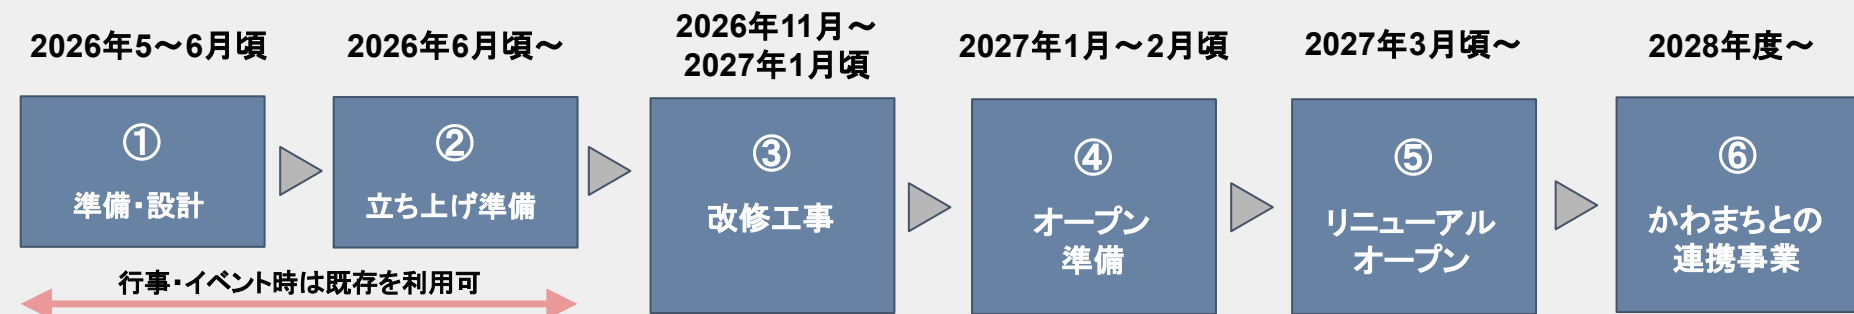 2026年5～6月頃
① 
準備・設計
2026年6月頃～
②
立ち上げ準備
行事・イベント時は既存を利用可
2026年11月～
2027年1月頃
③
改修工事
2027年1月～2月頃
④
オープン
準備
2027年3月頃～
⑤
リニューアル
オープン
2028年度～
⑥
かわまちとの
連携事業